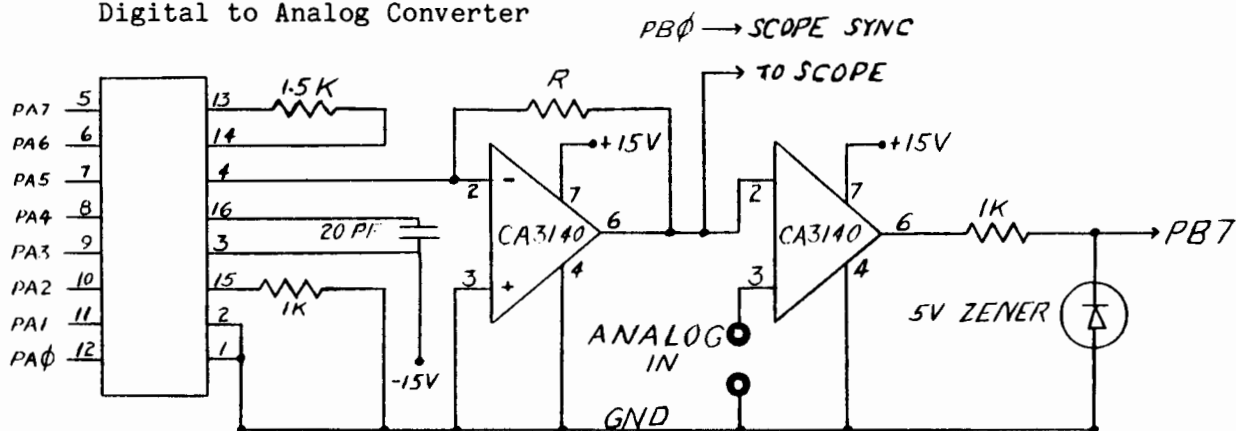 Digital to Analog Converter
PBφ → SCOPE SYNC
→ TO SCOPE
R
1.5 K
+15V
+15V
PA7 5
13
PA6 6
14
PA5 7
4
PA4 8
16
PA3 9
3
PA2 10
15
PA1 11
2
PAφ 12
1
20 PF
1K
-15V
2 -
3 +
7
CA3140
6
4
2
3
7
CA3140
6
4
1K
PB7
5V ZENER
ANALOG
IN
GND